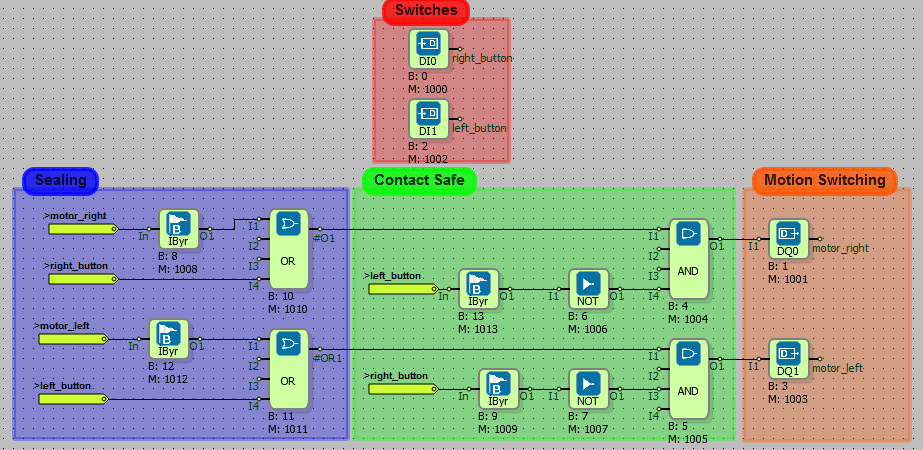 Switches
DI0
right_button
B: 0
M: 1000
DI1
left_button
B: 2
M: 1002
Sealing
Contact Safe
Motion Switching
>motor_right
In
B
IByr
O1
B: 8
M: 1008
>right_button
I1
I2
I3
I4
OR
#O1
B: 10
M: 1010
>motor_left
In
B
IByr
O1
B: 12
M: 1012
>left_button
I1
I2
I3
I4
OR
#OR1
B: 11
M: 1011
>left_button
In
B
IByr
O1
B: 13
M: 1013
I1
NOT
O1
B: 6
M: 1006
I1
I2
I3
I4
AND
O1
B: 4
M: 1004
>right_button
In
B
IByr
O1
B: 9
M: 1009
I1
NOT
O1
B: 7
M: 1007
I1
I2
I3
I4
AND
O1
B: 5
M: 1005
I1
DQ0
motor_right
B: 1
M: 1001
I1
DQ1
motor_left
B: 3
M: 1003